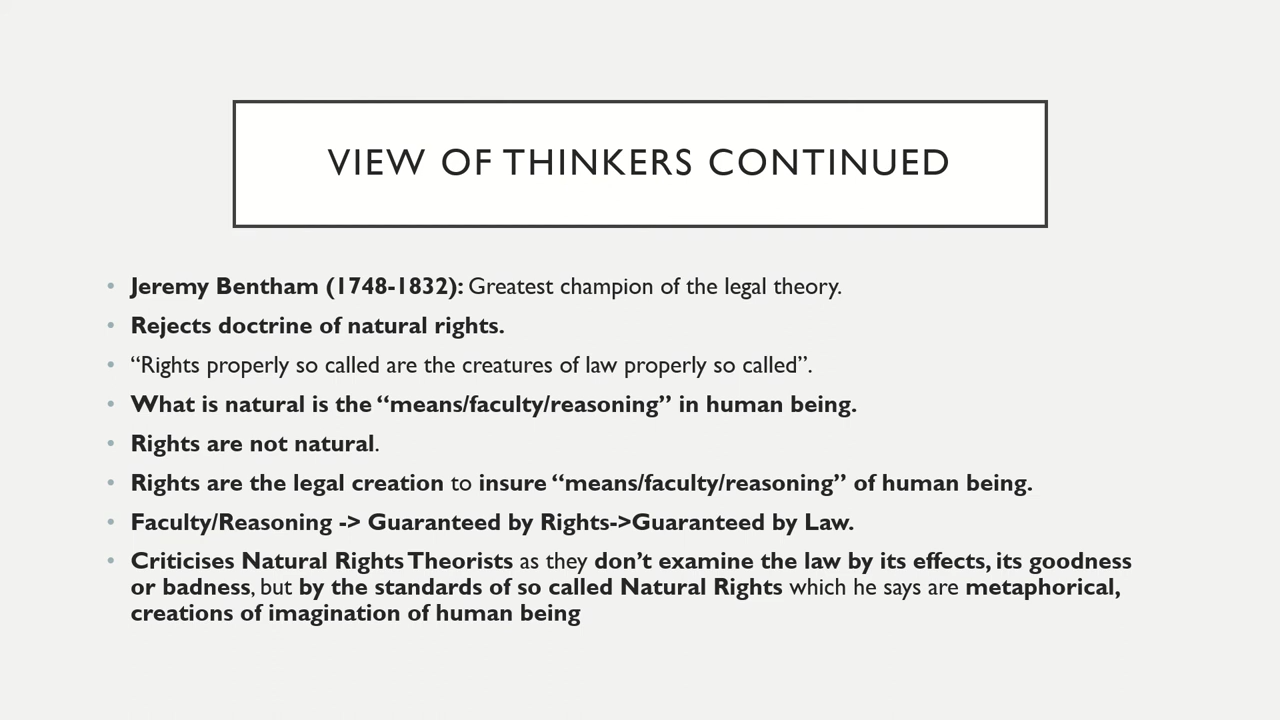 VIEW OF THINKERS CONTINUED
• Jeremy Bentham (1748-1832): Greatest champion of the legal theory.
• Rejects doctrine of natural rights.
• “Rights properly so called are the creatures of law properly so called”.
• What is natural is the “means/faculty/reasoning” in human being.
• Rights are not natural.
• Rights are the legal creation to insure “means/faculty/reasoning” of human being.
• Faculty/Reasoning -> Guaranteed by Rights->Guaranteed by Law.
• Criticises Natural Rights Theorists as they don’t examine the law by its effects, its goodness
or badness, but by the standards of so called Natural Rights which he says are metaphorical,
creations of imagination of human being